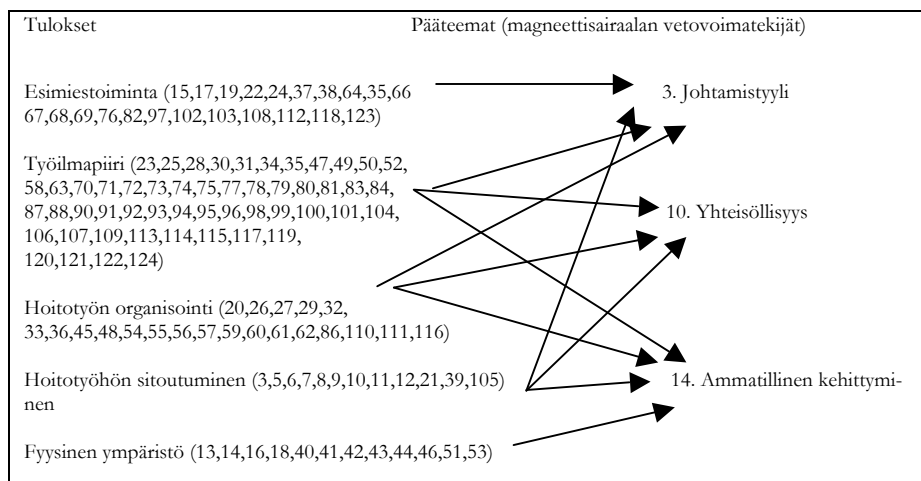 Tulokset Pääteemat (magneettisairaalan vetovoimatekijät)
Esimiestoiminta (15,17,19,22,24,37,38,64,35,66 3. Johtamistyyli
67,68,69,76,82,97,102,103,108,112,118,123)
Työilmapiiri (23,25,28,30,31,34,35,47,49,50,52,
58,63,70,71,72,73,74,75,77,78,79,80,81,83,84,
87,88,90,91,92,93,94,95,96,98,99,100,101,104, 10. Yhteisöllisyys
106,107,109,113,114,115,117,119,
120,121,122,124)
Hoitotyön organisointi (20,26,27,29,32,
33,36,45,48,54,55,56,57,59,60,61,62,86,110,111,116)
Hoitotyöhön sitoutuminen (3,5,6,7,8,9,10,11,12,21,39,105) 14. Ammatillinen kehittymi-
nen
Fyysinen ympäristö (13,14,16,18,40,41,42,43,44,46,51,53)